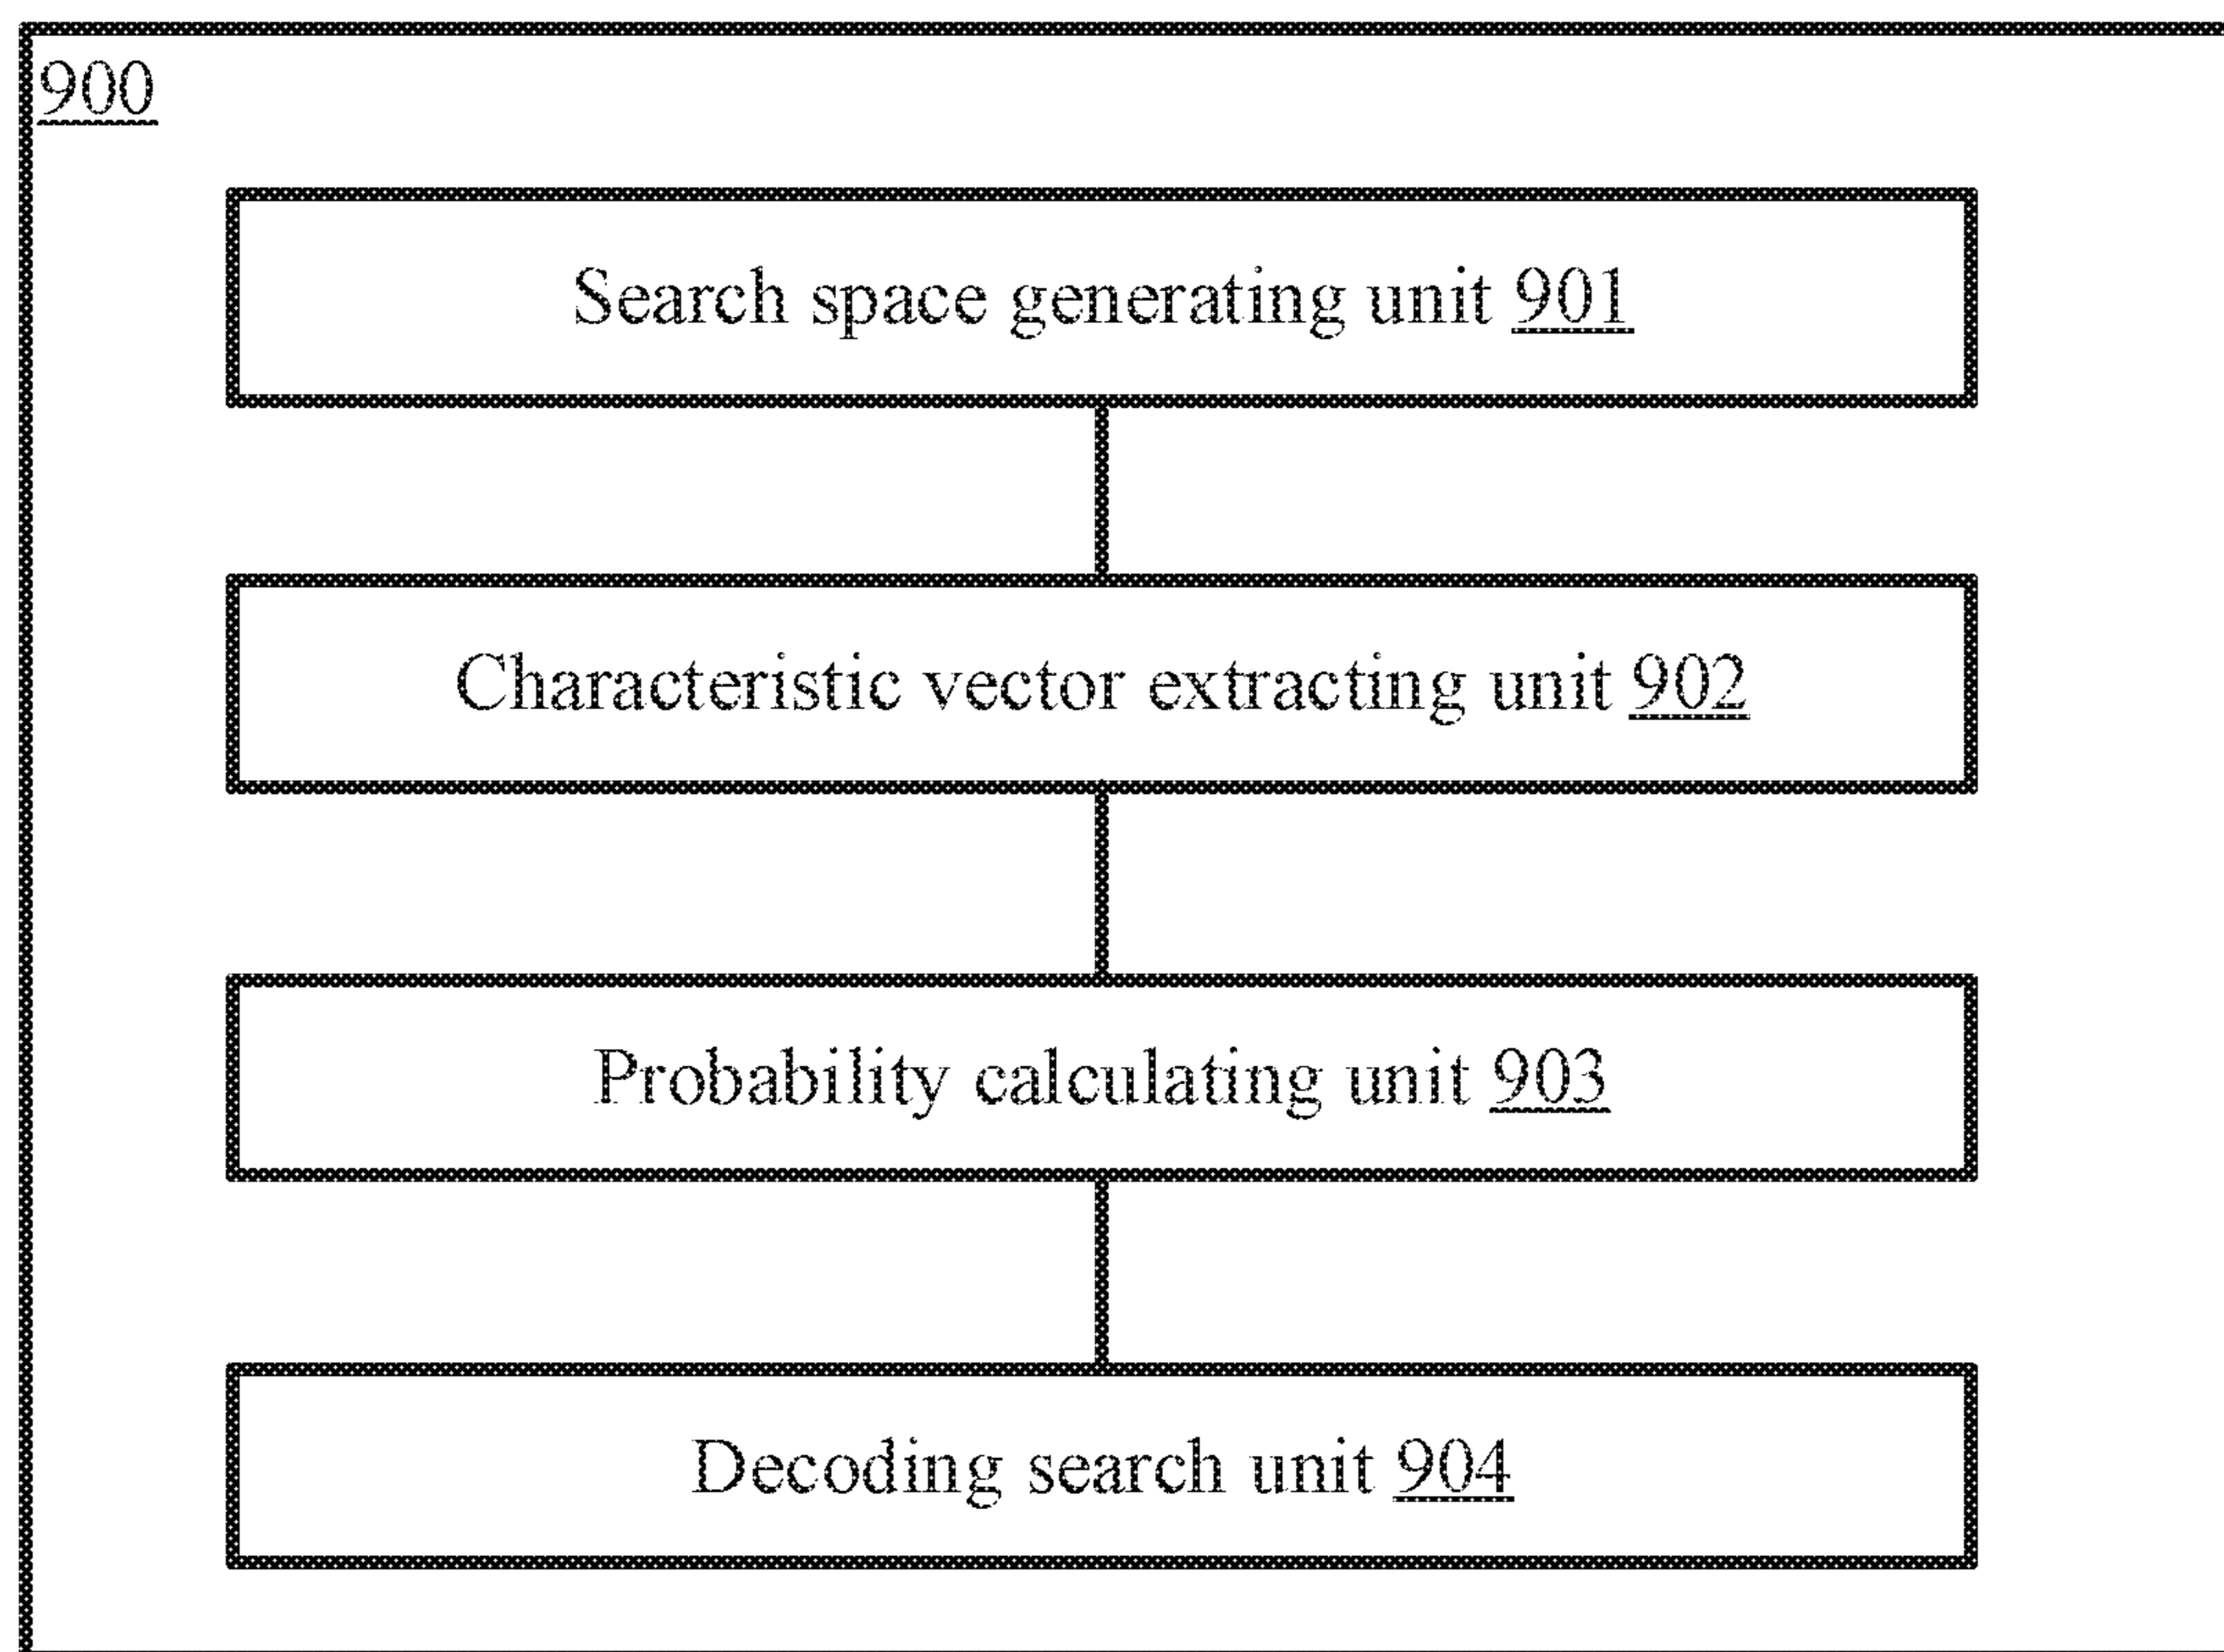 900
Search space generating unit 901
Characteristic vector extracting unit 902
Probability calculating unit 903
Decoding search unit 904